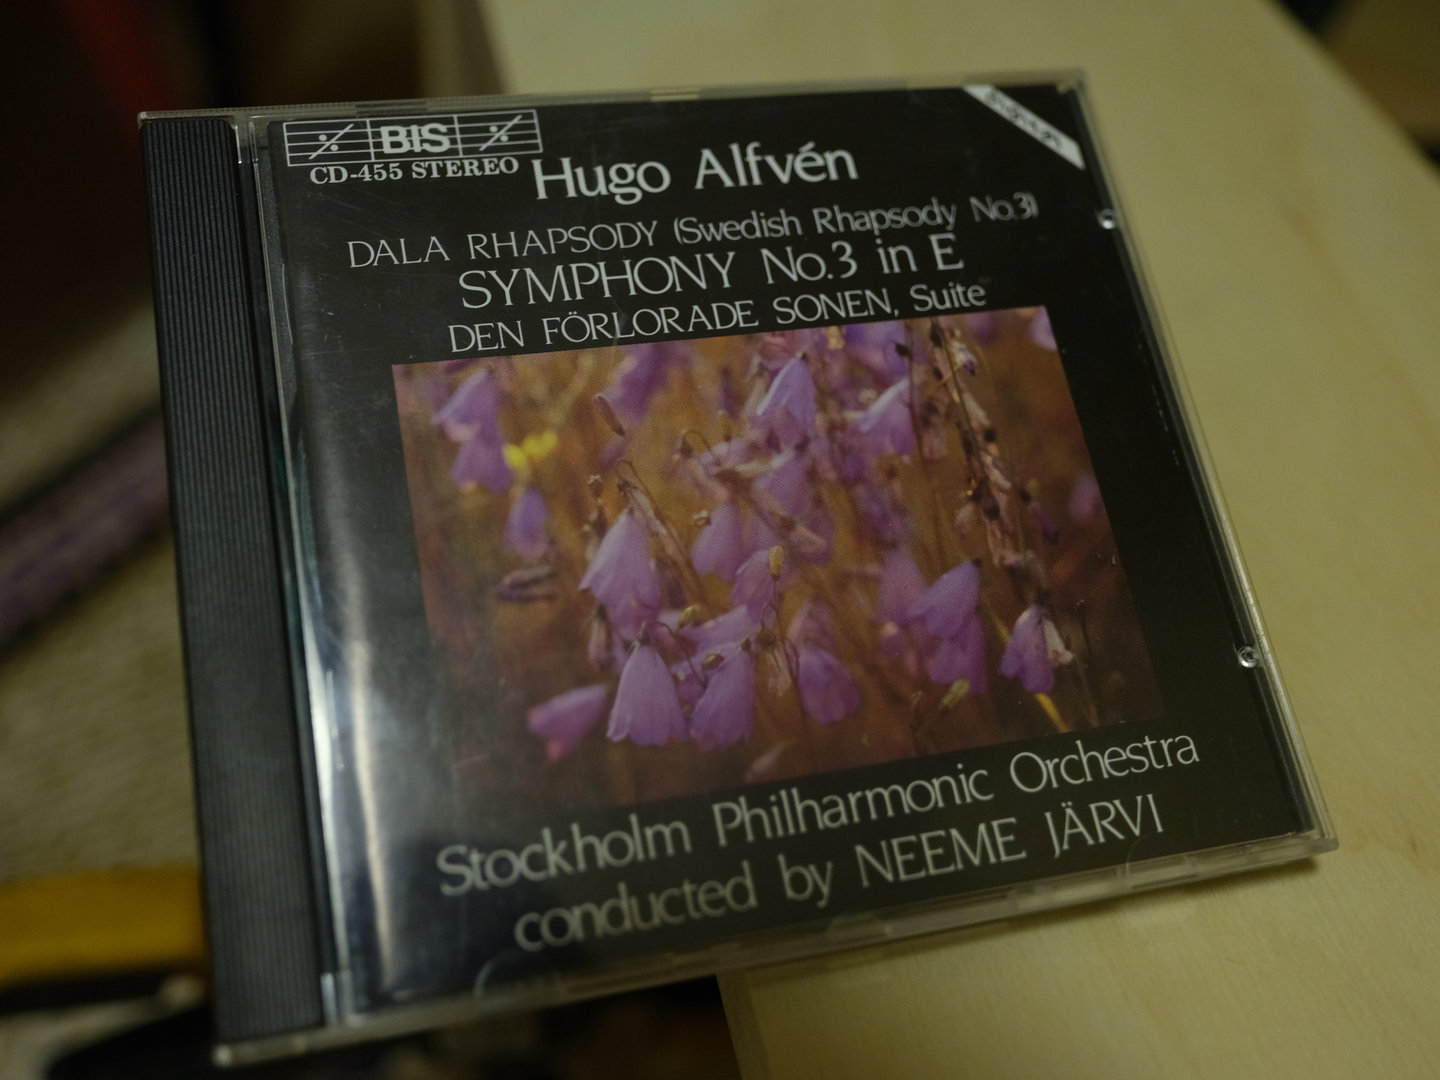 BIS
CD-455 STEREO
Hugo Alfvén
DALA RHAPSODY (Swedish Rhapsody No.3)
SYMPHONY No.3 in E
DEN FÖRLORADE SONEN, Suite
Stockholm Philharmonic Orchestra
conducted by NEEME JÄRVI